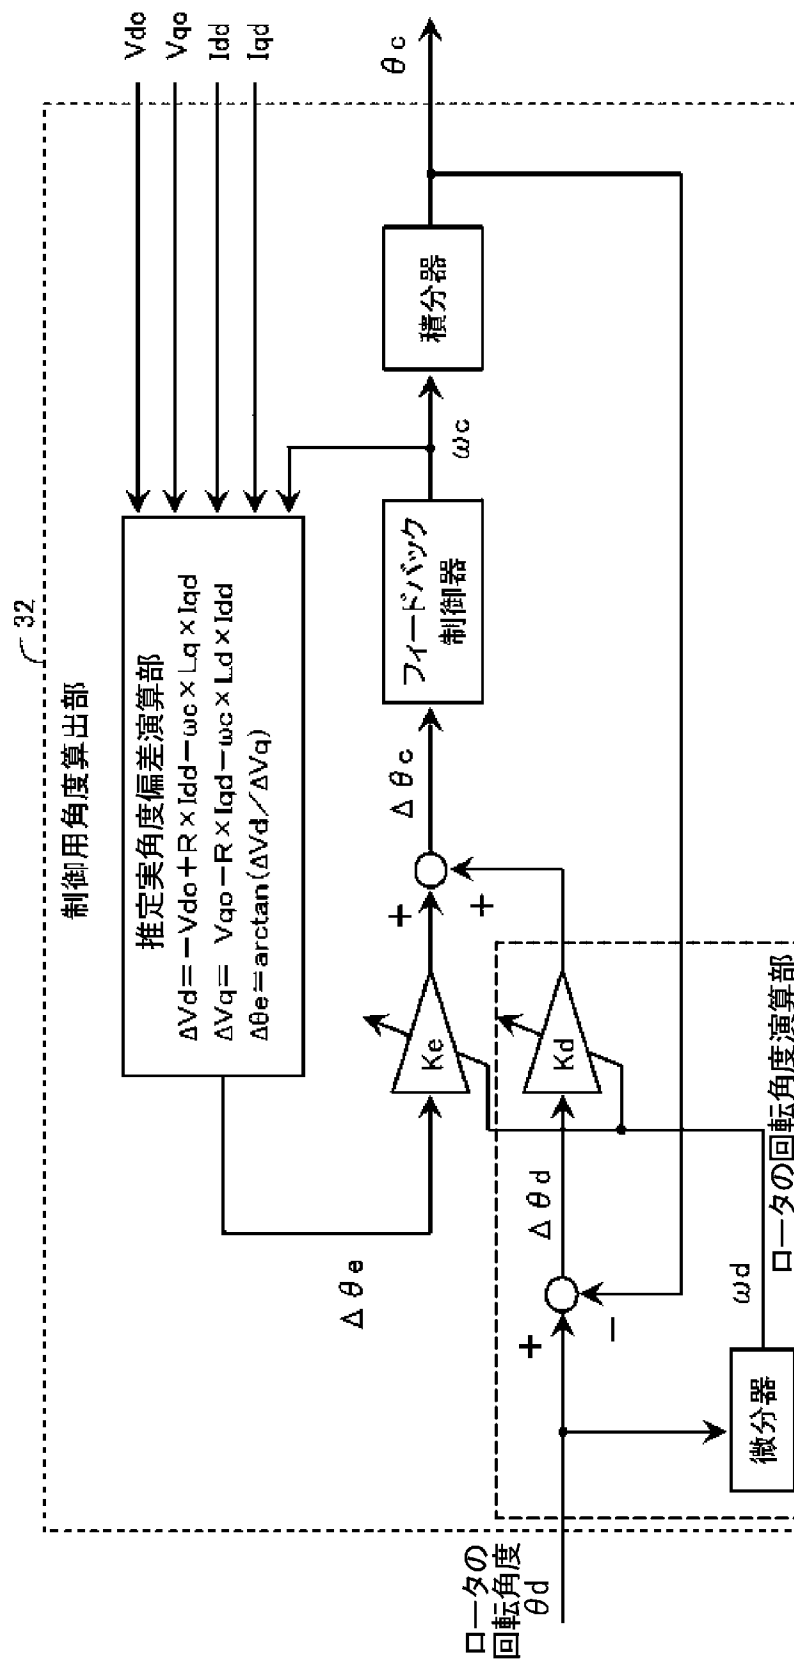 32
制御用角度算出部
推定実角度偏差演算部
ΔVd=-Vdo+R×Idd-ωc×Lq×Iqd
ΔVq= Vqo-R×Iqd-ωc×Ld×Idd
Δθe=arctan(ΔVd/ΔVq)
Vdo
Vqo
Idd
Iqd
Δθe
Ke
+
+
Δθc
フィードバック
制御器
ωc
積分器
θc
ロータの
回転角度
θd
+
-
Δθd
Kd
微分器
ωd
ロータの回転角度演算部